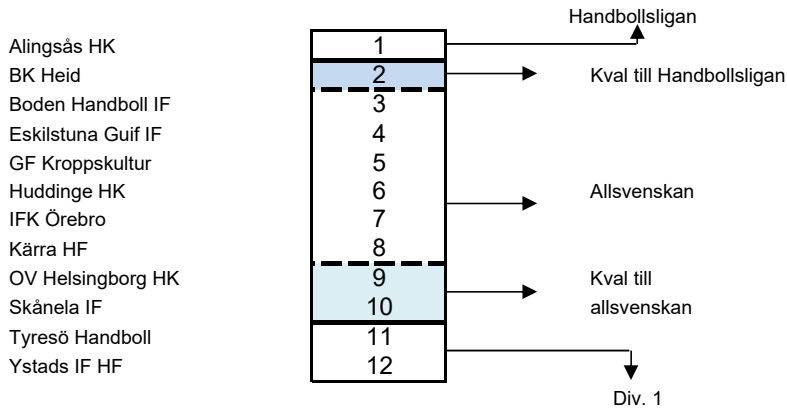 Handbollsligan
Alingsås HK 1
BK Heid 2 Kval till Handbollsligan
Boden Handboll IF 3
Eskilstuna Guif IF 4
GF Kroppskultur 5
Huddinge HK 6 Allsvenskan
IFK Örebro 7
Kärra HF 8
OV Helsingborg HK 9 Kval till
Skånela IF 10 allsvenskan
Tyresö Handboll 11
Ystads IF HF 12
Div. 1